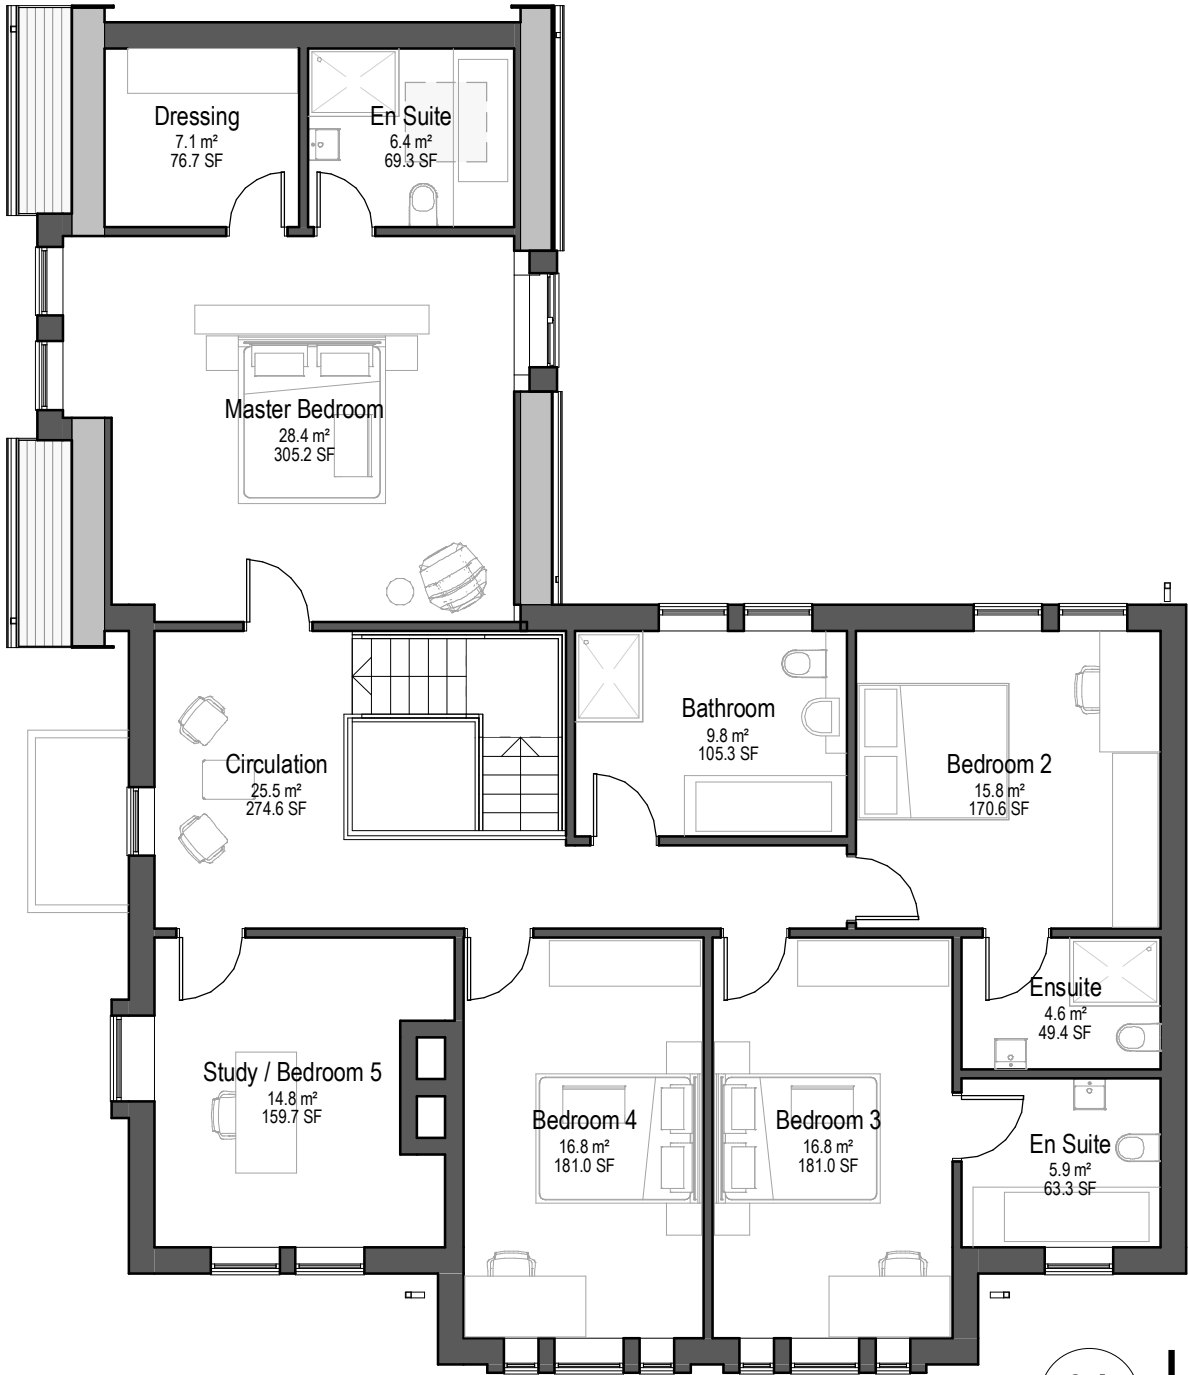 Dressing
7.1 m²
76.7 SF
En Suite
6.4 m²
69.3 SF
Master Bedroom
28.4 m²
305.2 SF
Circulation
25.5 m²
274.6 SF
Bathroom
9.8 m²
105.3 SF
Bedroom 2
15.8 m²
170.6 SF
Ensuite
4.6 m²
49.4 SF
Study / Bedroom 5
14.8 m²
159.7 SF
Bedroom 4
16.8 m²
181.0 SF
Bedroom 3
16.8 m²
181.0 SF
En Suite
5.9 m²
63.3 SF